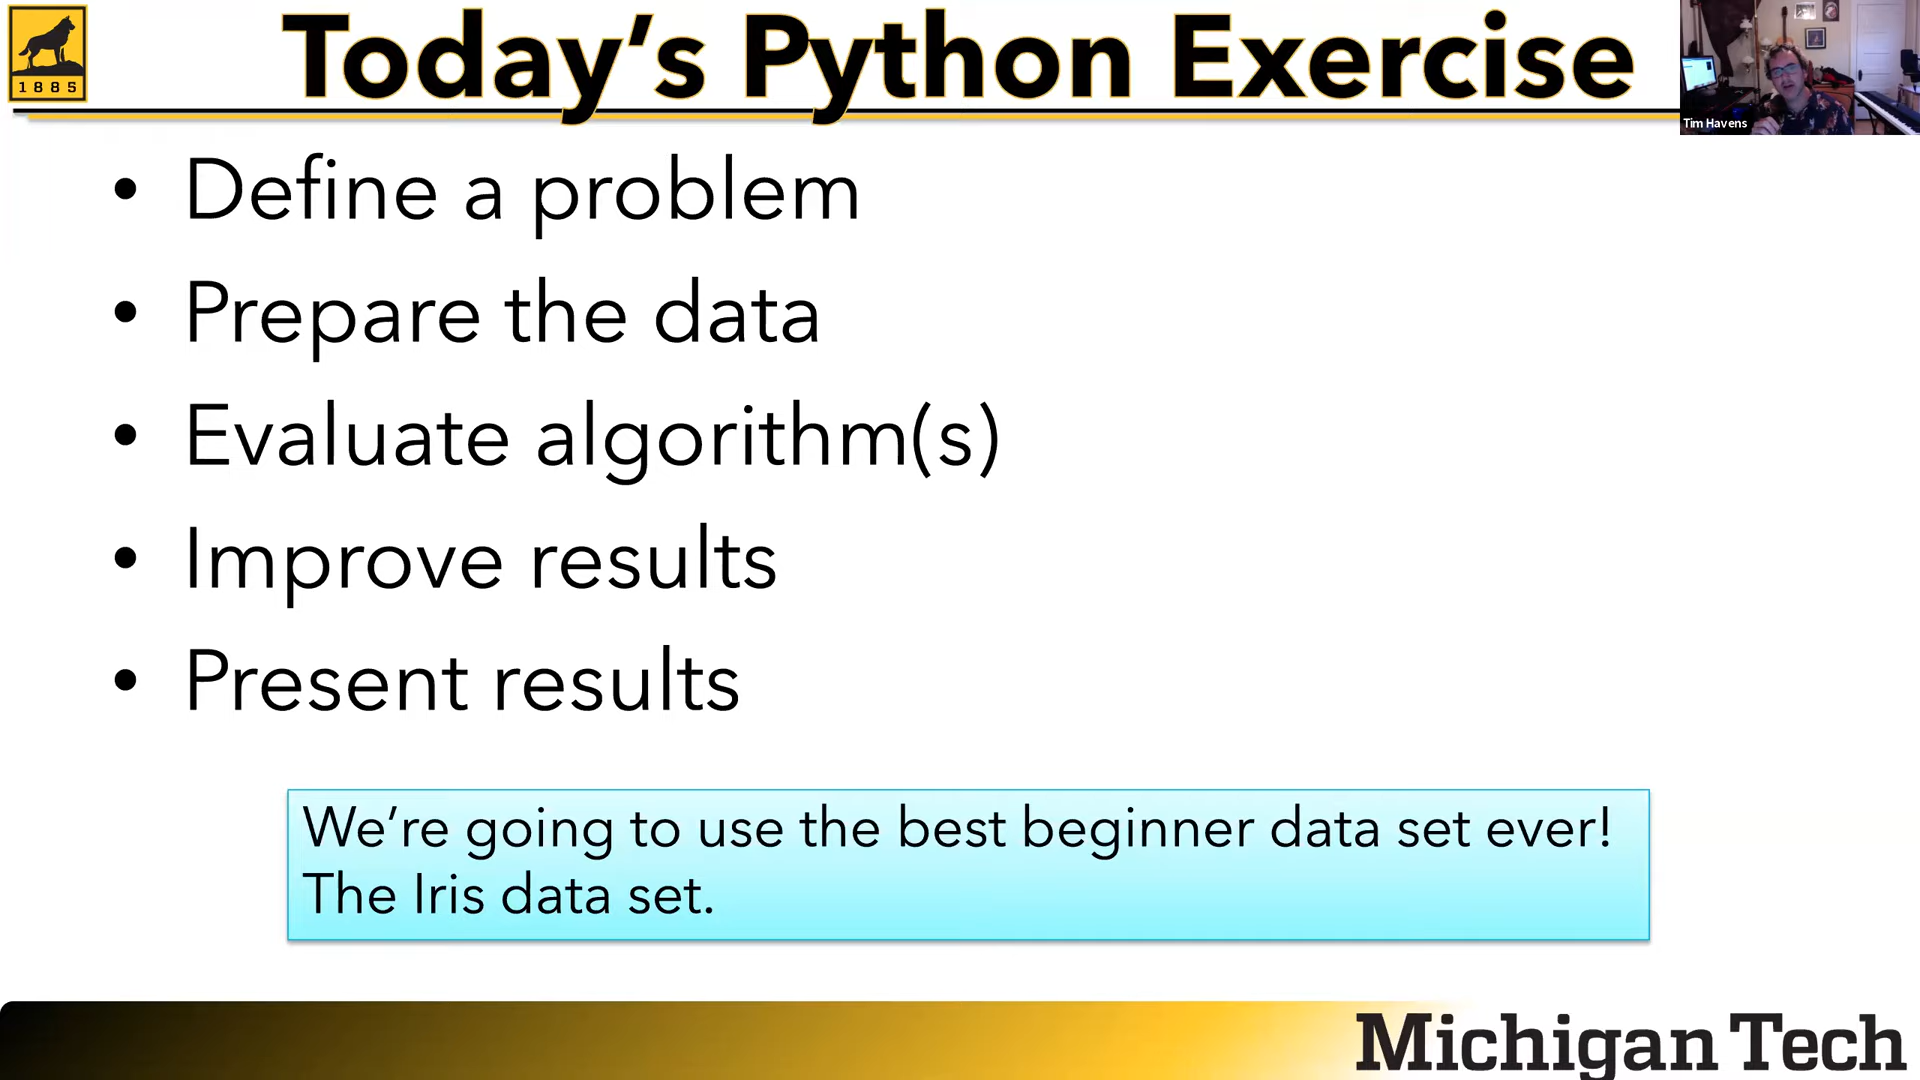 Today's Python Exercise
1885
Tim Havens
• Define a problem
• Prepare the data
• Evaluate algorithm(s)
• Improve results
• Present results
We're going to use the best beginner data set ever!
The Iris data set.
Michigan Tech